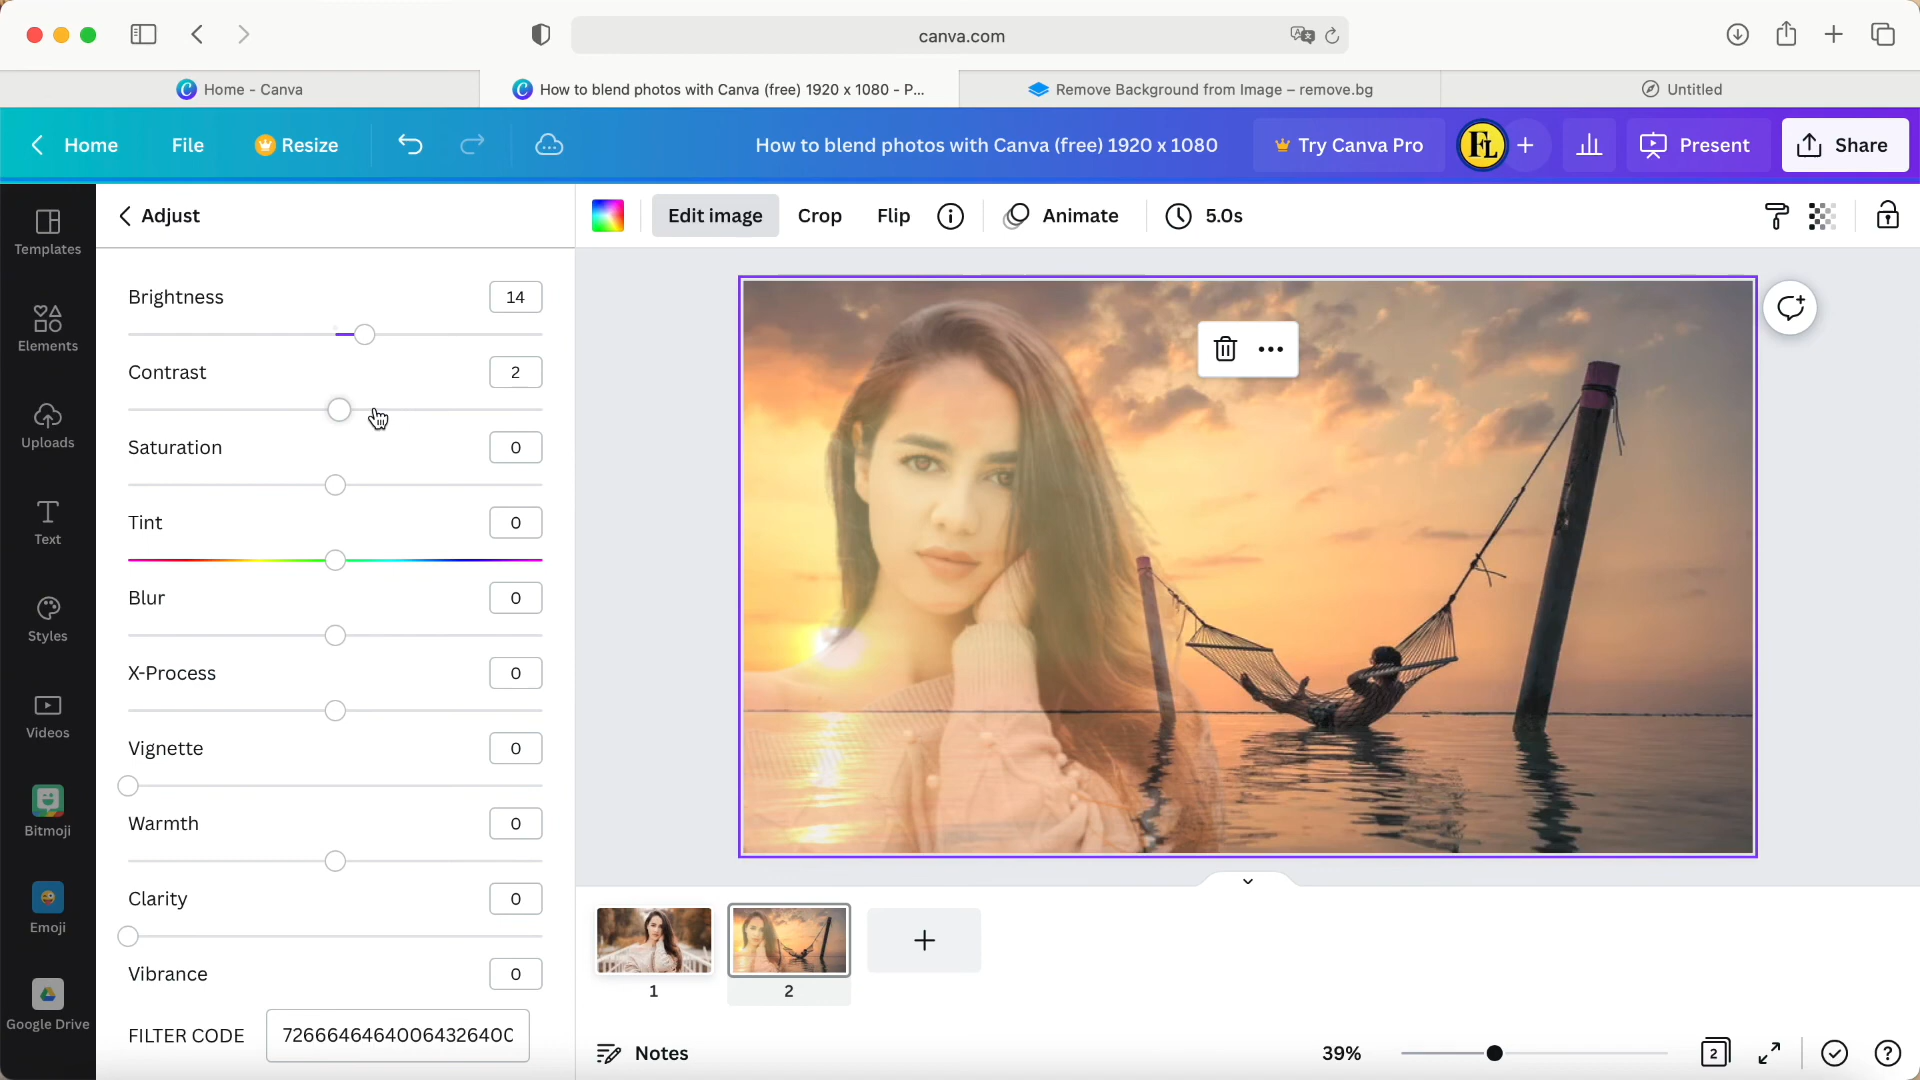 canva.com
Home - Canva
How to blend photos with Canva (free) 1920 x 1080 - P...
Remove Background from Image – remove.bg
Untitled
Home
File
Resize
How to blend photos with Canva (free) 1920 x 1080
Try Canva Pro
FL
Present
Share
Templates
Elements
Uploads
Text
Styles
Videos
Bitmoji
Emoji
Google Drive
Adjust
Edit image
Crop
Flip
Animate
5.0s
Brightness 14
Contrast 2
Saturation 0
Tint 0
Blur 0
X-Process 0
Vignette 0
Warmth 0
Clarity 0
Vibrance 0
FILTER CODE 7266646464006432640C
1
2
Notes
39%
2